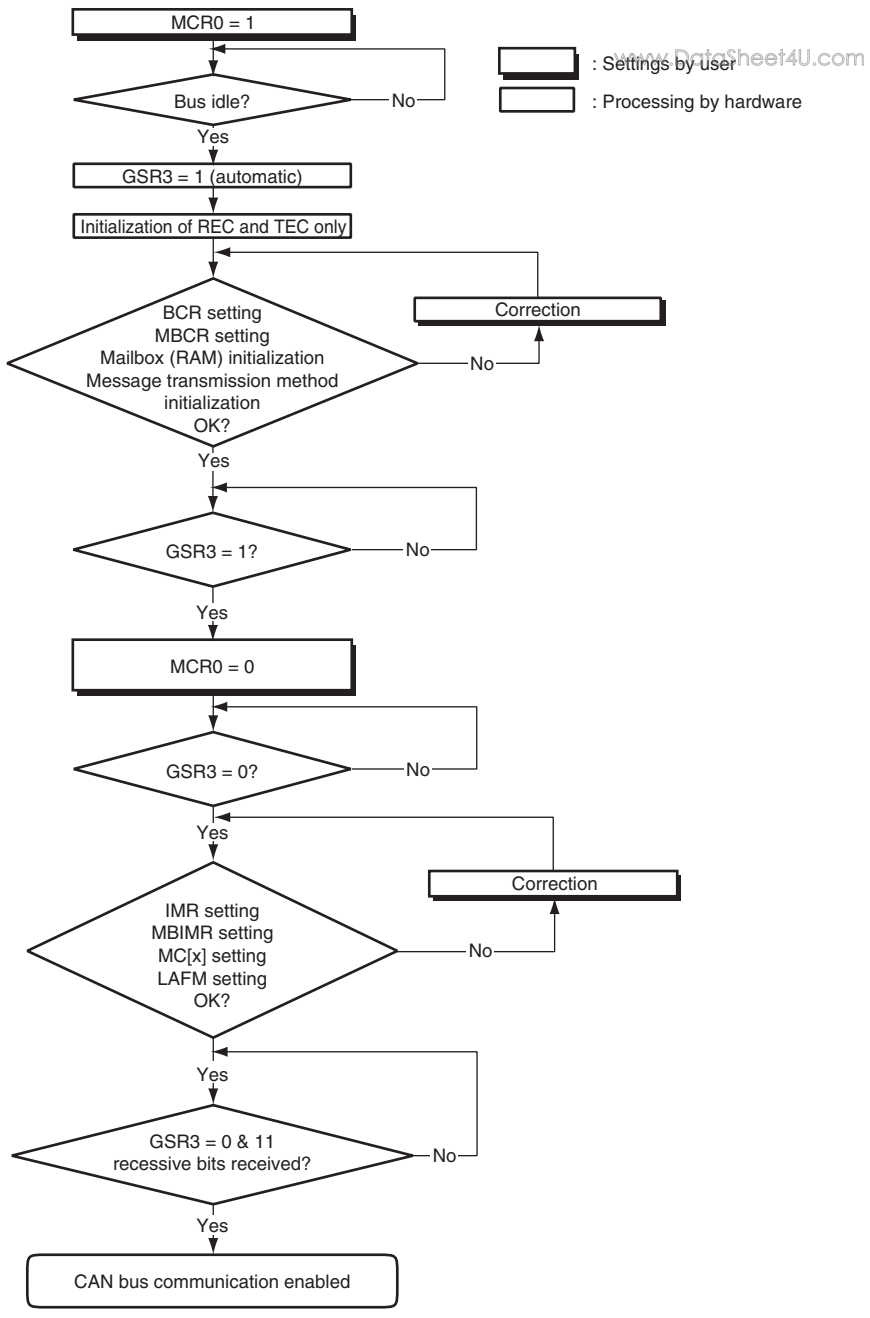 MCR0 = 1
www.DataSheet4U.com
: Settings by user
Bus idle?
No
: Processing by hardware
Yes
GSR3 = 1 (automatic)
Initialization of REC and TEC only
BCR setting
MBCR setting
Mailbox (RAM) initialization
Message transmission method
initialization
OK?
Correction
No
Yes
GSR3 = 1?
No
Yes
MCR0 = 0
GSR3 = 0?
No
Yes
Correction
IMR setting
MBIMR setting
MC[x] setting
LAFM setting
OK?
No
Yes
GSR3 = 0 & 11
recessive bits received?
No
Yes
CAN bus communication enabled